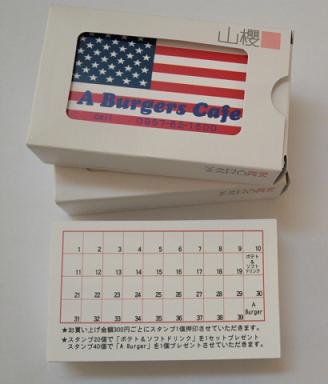 山櫻
A Burgers Cafe
Call 0957-62-1500
YAMAZAKURA
1 2 3 4 5 6 7 8 9 10
11 12 13 14 15 16 17 18 19 ポテト&ソフトドリンク
21 22 23 24 25 26 27 28 29 30
31 32 33 34 35 36 37 38 39 A Burger
★お買い上げ金額300円ごとにスタンプ1個押印させていただきます。
★スタンプ20個で「ポテト&ソフトドリンク」を1セットプレゼント
スタンプ40個で「A Burger」を1個プレゼントさせていただきます。